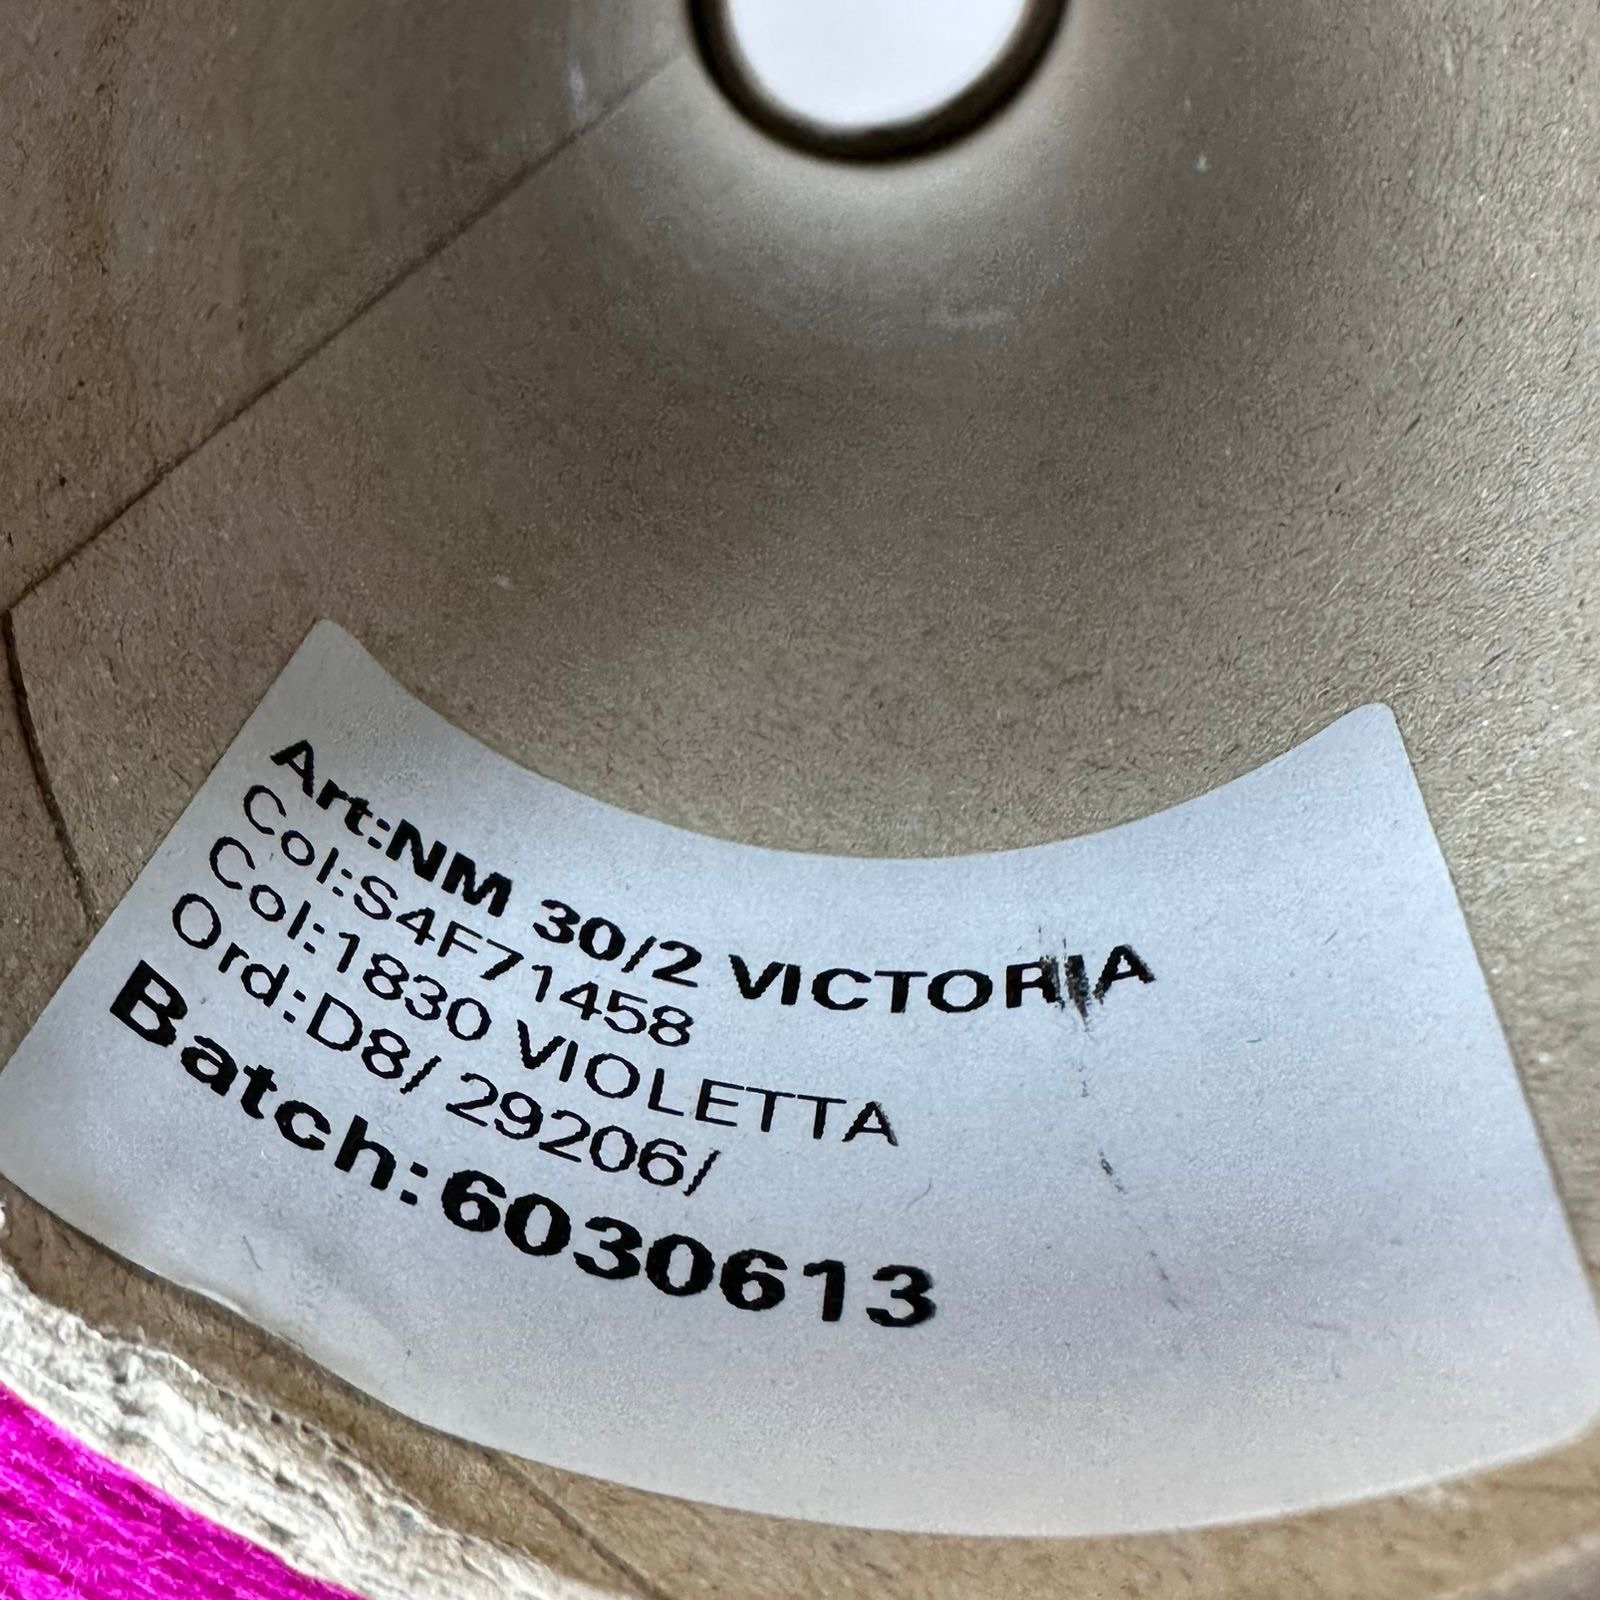 Art:NM 30/2 VICTORIA
Col:S4F71458
Col:1830 VIOLETTA
Ord:D8/ 29206/
Batch:6030613